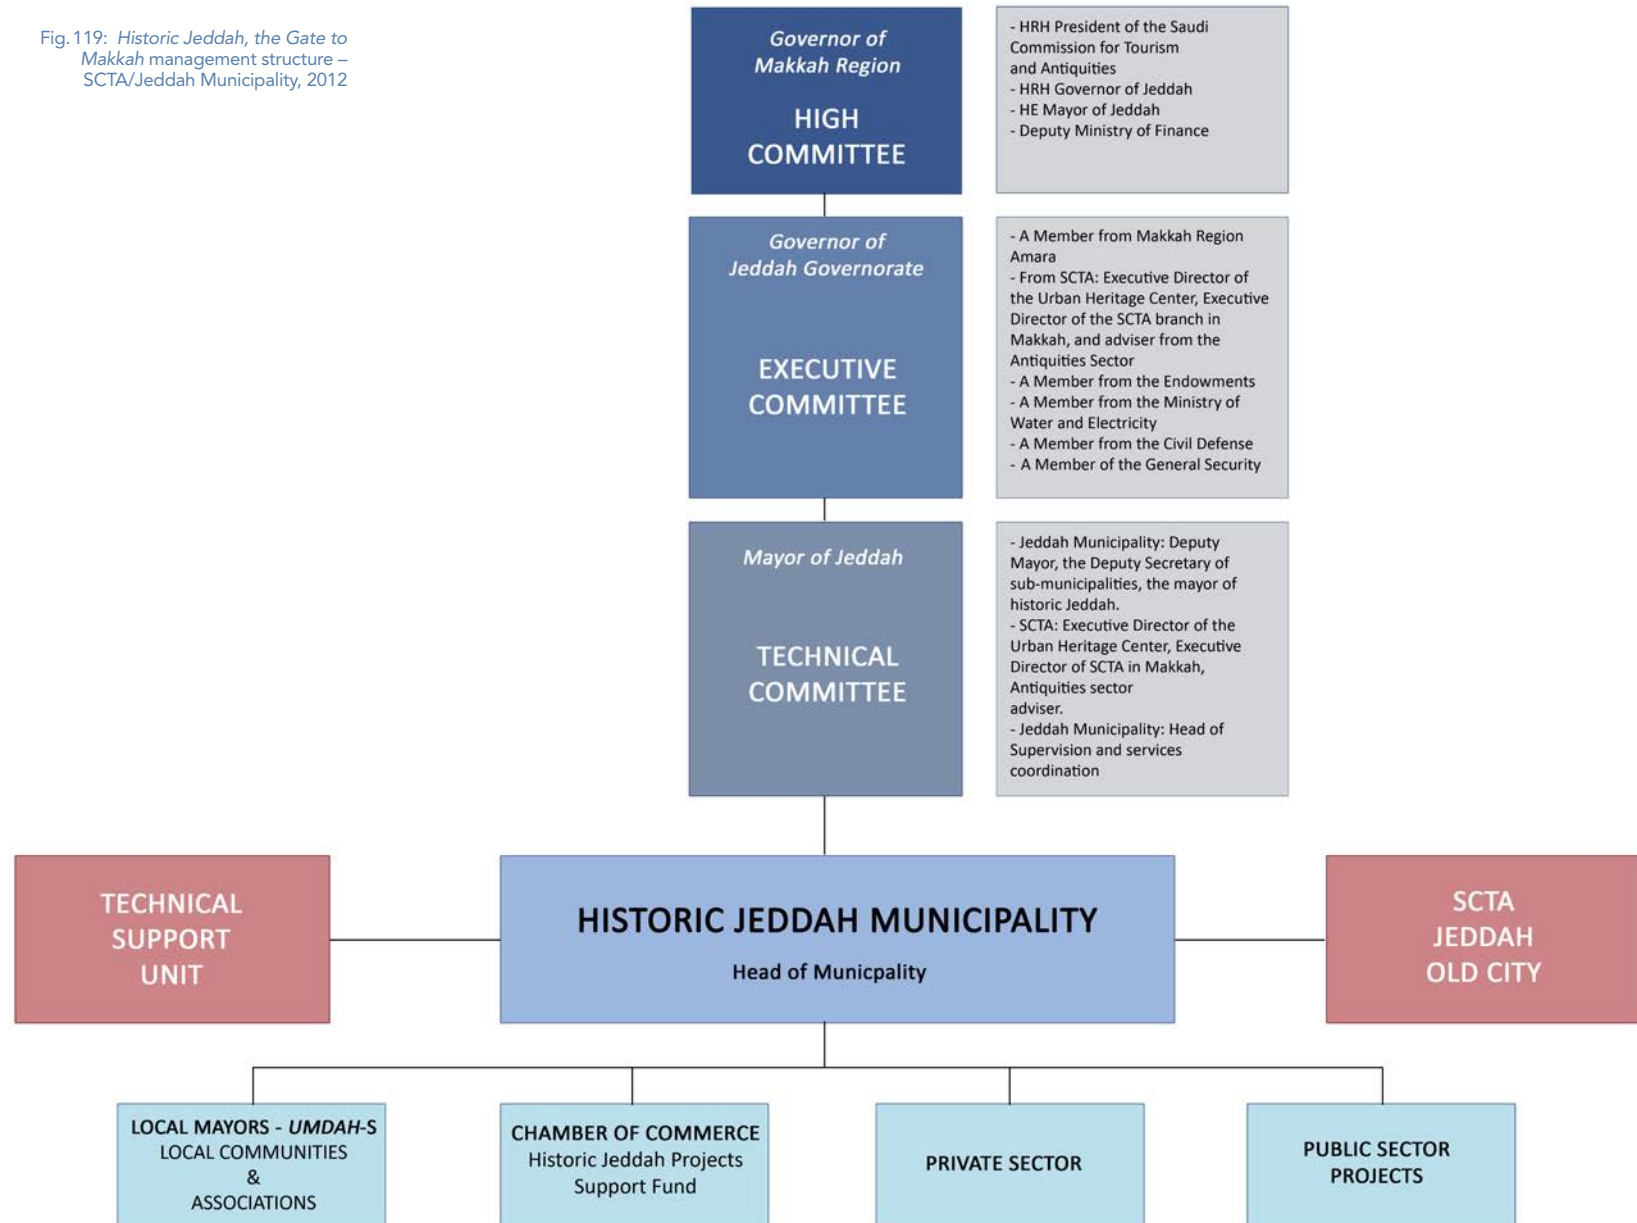 Fig.119: Historic Jeddah, the Gate to
Makkah management structure –
SCTA/Jeddah Municipality, 2012
Governor of
Makkah Region
HIGH
COMMITTEE
- HRH President of the Saudi
Commission for Tourism
and Antiquities
- HRH Governor of Jeddah
- HE Mayor of Jeddah
- Deputy Ministry of Finance
Governor of
Jeddah Governorate
EXECUTIVE
COMMITTEE
- A Member from Makkah Region
Amara
- From SCTA: Executive Director of
the Urban Heritage Center, Executive
Director of the SCTA branch in
Makkah, and adviser from the
Antiquities Sector
- A Member from the Endowments
- A Member from the Ministry of
Water and Electricity
- A Member from the Civil Defense
- A Member of the General Security
Mayor of Jeddah
TECHNICAL
COMMITTEE
- Jeddah Municipality: Deputy
Mayor, the Deputy Secretary of
sub-municipalities, the mayor of
historic Jeddah.
- SCTA: Executive Director of the
Urban Heritage Center, Executive
Director of SCTA in Makkah,
Antiquities sector
adviser.
- Jeddah Municipality: Head of
Supervision and services
coordination
TECHNICAL
SUPPORT
UNIT
HISTORIC JEDDAH MUNICIPALITY
Head of Municpality
SCTA
JEDDAH
OLD CITY
LOCAL MAYORS - UMDAH-S
LOCAL COMMUNITIES
&
ASSOCIATIONS
CHAMBER OF COMMERCE
Historic Jeddah Projects
Support Fund
PRIVATE SECTOR
PUBLIC SECTOR
PROJECTS